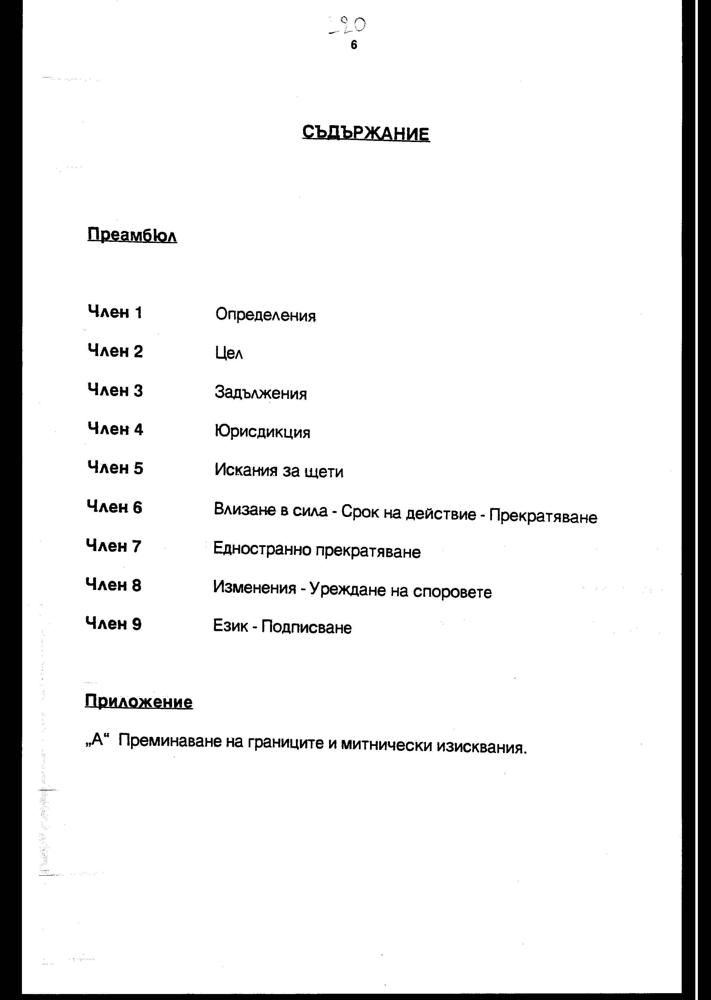 6
СЪДЪРЖАНИЕ
Преамбюл
Член 1 Определения
Член 2 Цел
Член 3 Задължения
Член 4 Юрисдикция
Член 5 Искания за щети
Член 6 Влизане в сила - Срок на действие - Прекратяване
Член 7 Едностранно прекратяване
Член 8 Изменения - Уреждане на споровете
Член 9 Език - Подписване
Приложение
„А“ Преминаване на границите и митнически изисквания.